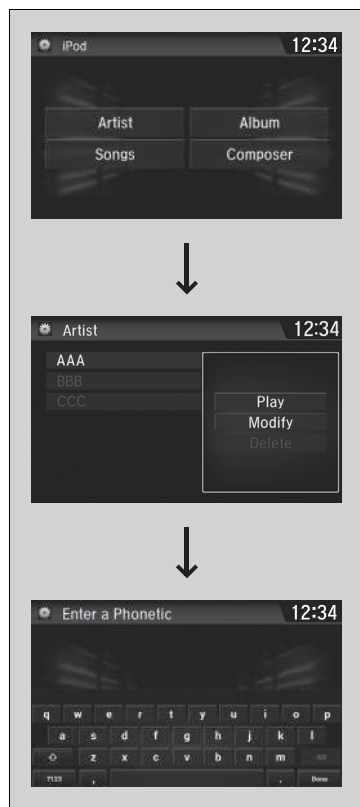 iPod 12:34
Artist Album
Songs Composer
Artist 12:34
AAA
BBB
CCC
Play
Modify
Delete
Enter a Phonetic 12:34
q w e r t y u i o p
a s d f g h j k l
z x c v b n m
?123 , . Done